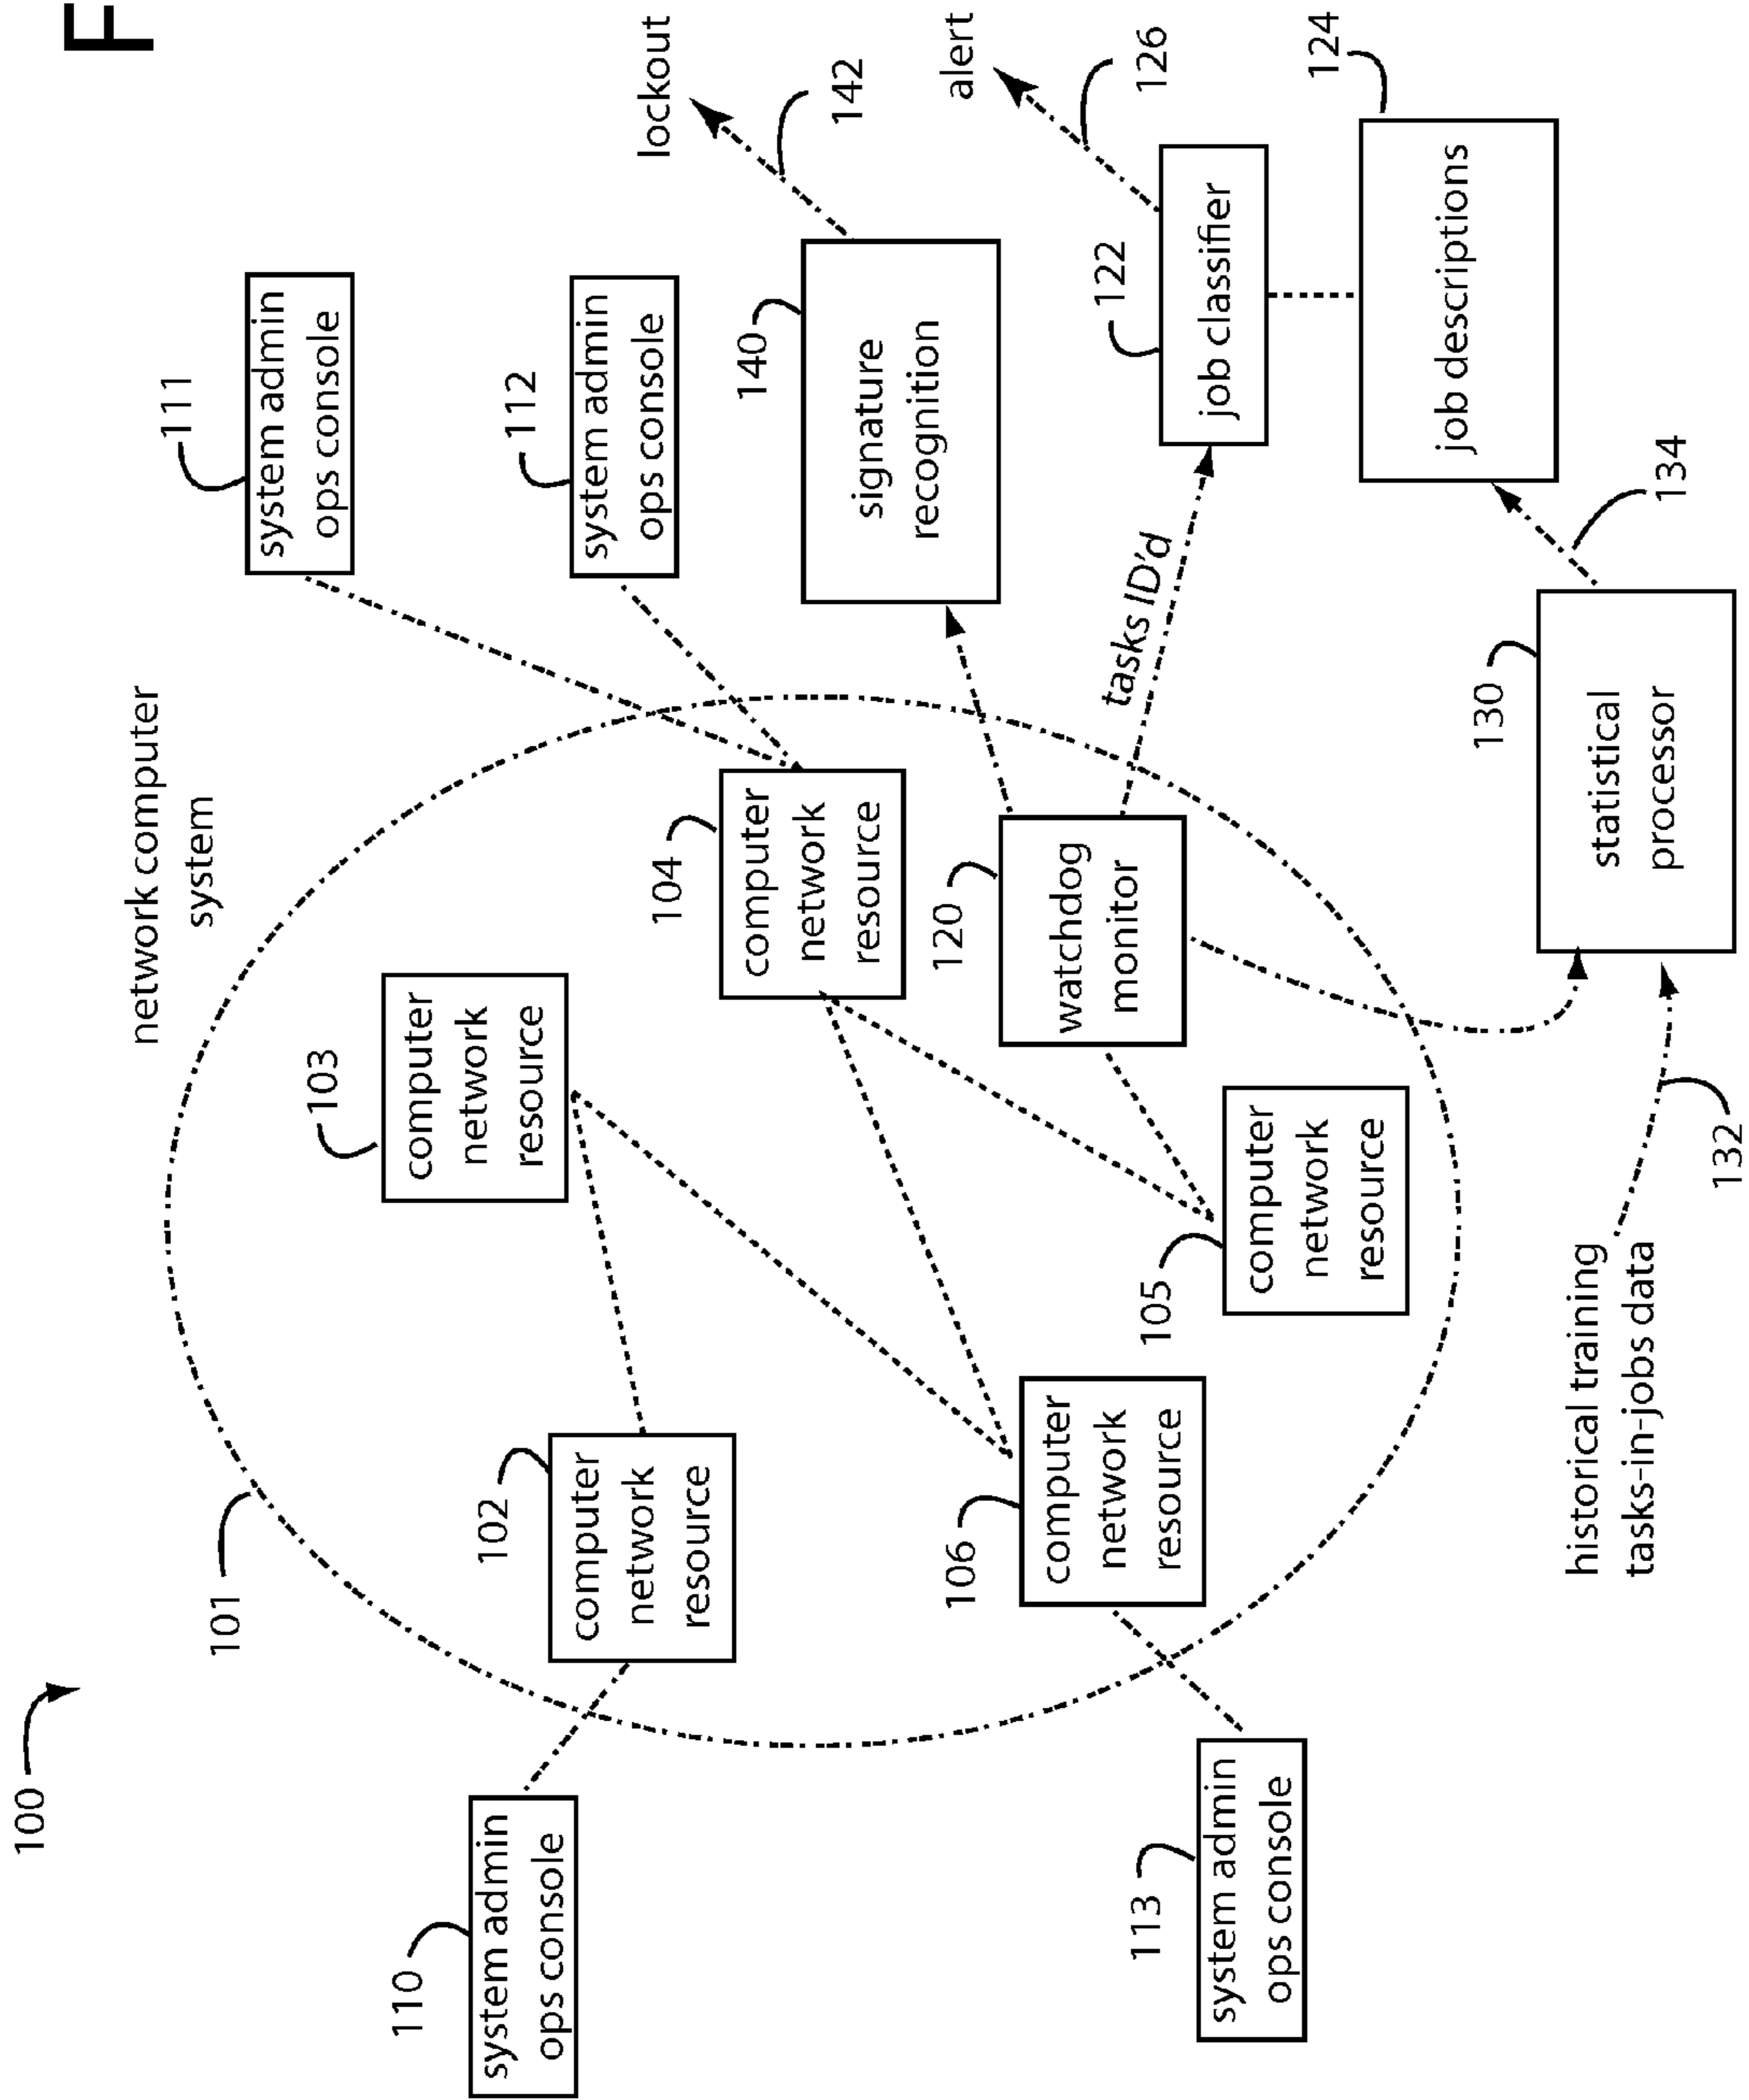 F
100
101
network computer
system
110
system admin
ops console
102
computer
network
resource
103
computer
network
resource
111
system admin
ops console
112
system admin
ops console
104
computer
network
resource
lockout
142
140
signature
recognition
113
system admin
ops console
106
computer
network
resource
105
computer
network
resource
120
watchdog
monitor
tasks ID'd
alert
126
122
job classifier
124
job descriptions
134
130
statistical
processor
historical training
tasks-in-jobs data
132